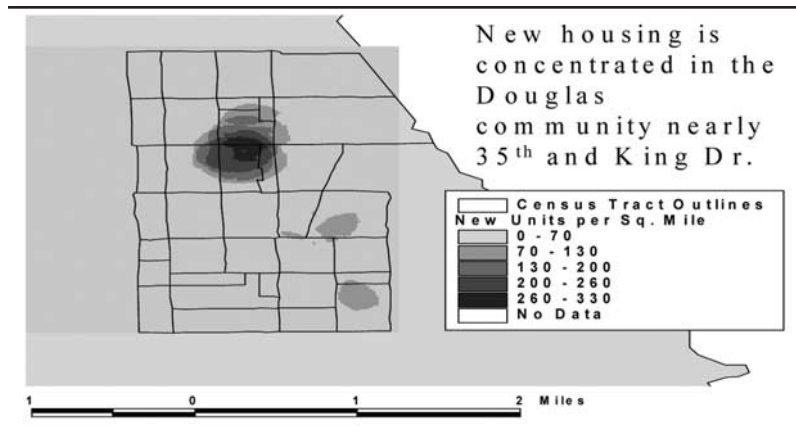 New housing is
concentrated in the
Douglas
community nearly
35th and King Dr.
Census Tract Outlines
New Units per Sq. Mile
0 - 70
70 - 130
130 - 200
200 - 260
260 - 330
No Data
1 0 1 2 Miles